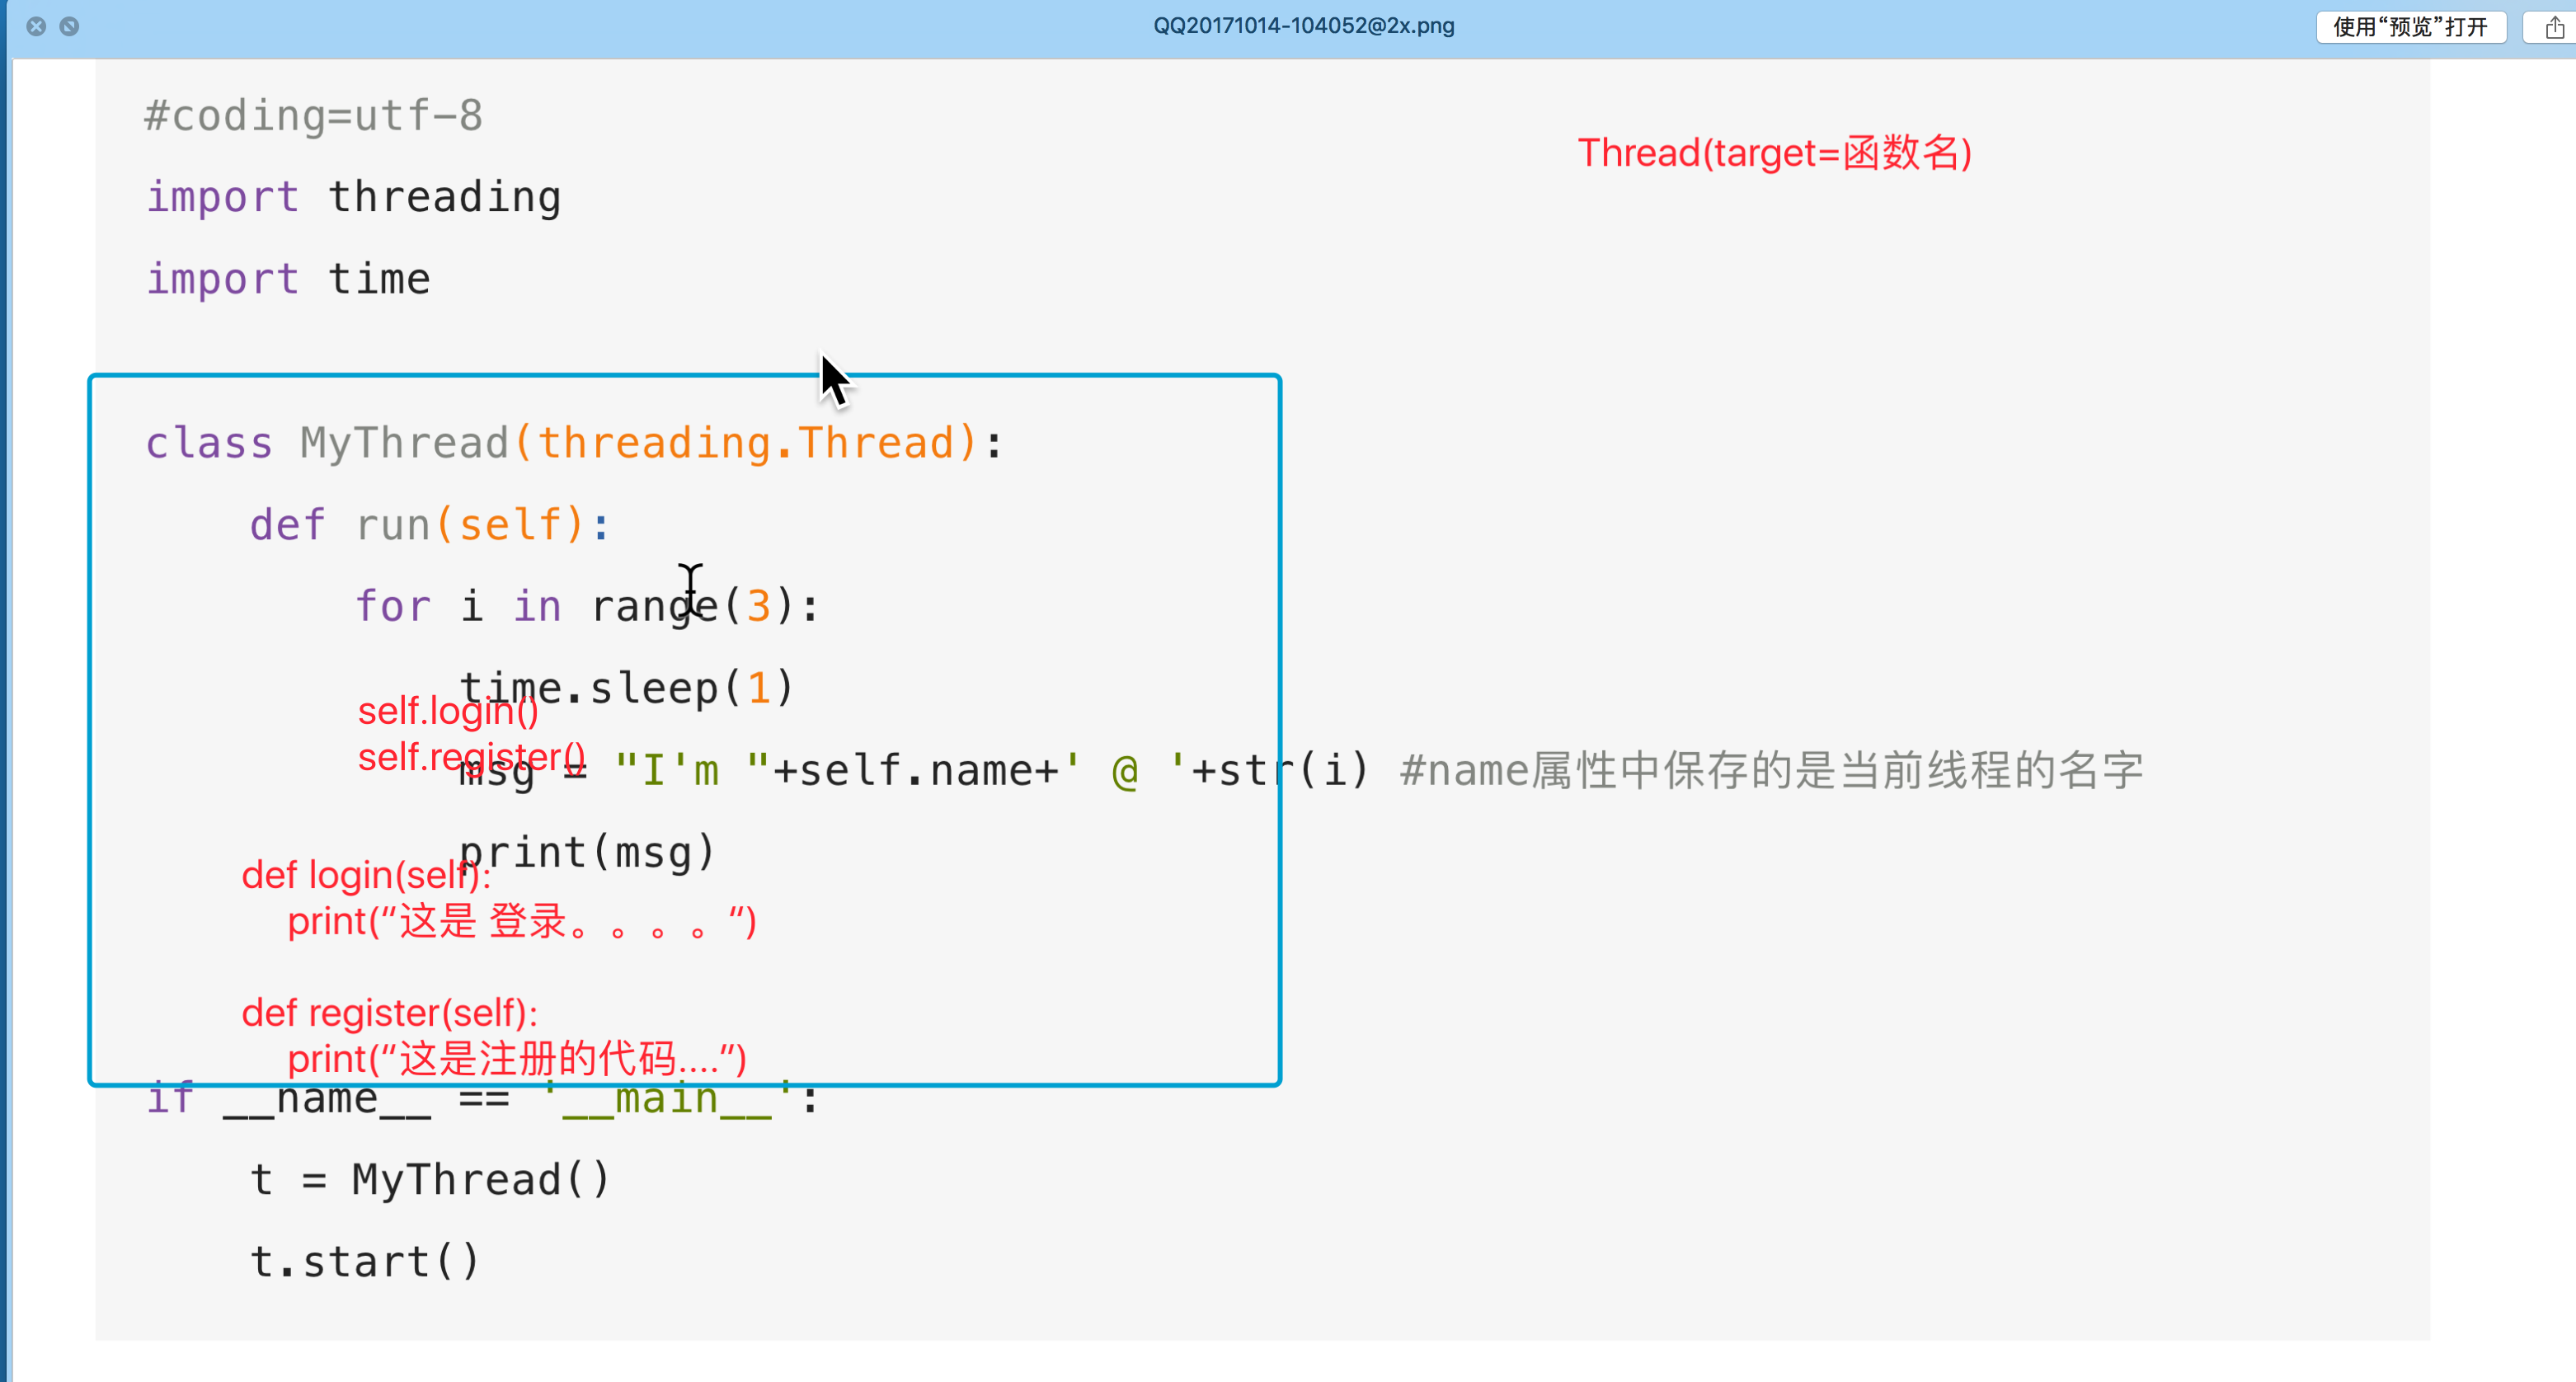 QQ20171014-104052@2x.png
使用“预览”打开
#coding=utf-8
Thread(target=函数名)
import threading
import time
class MyThread(threading.Thread):
def run(self):
for i in range(3):
time.sleep(1)
self.login()
self.register()
msg = "I'm "+self.name+' @ '+str(i) #name属性中保存的是当前线程的名字
print(msg)
def login(self):
print(“这是 登录。。。。”)
def register(self):
print(“这是注册的代码....”)
if __name__ == '__main__':
t = MyThread()
t.start()